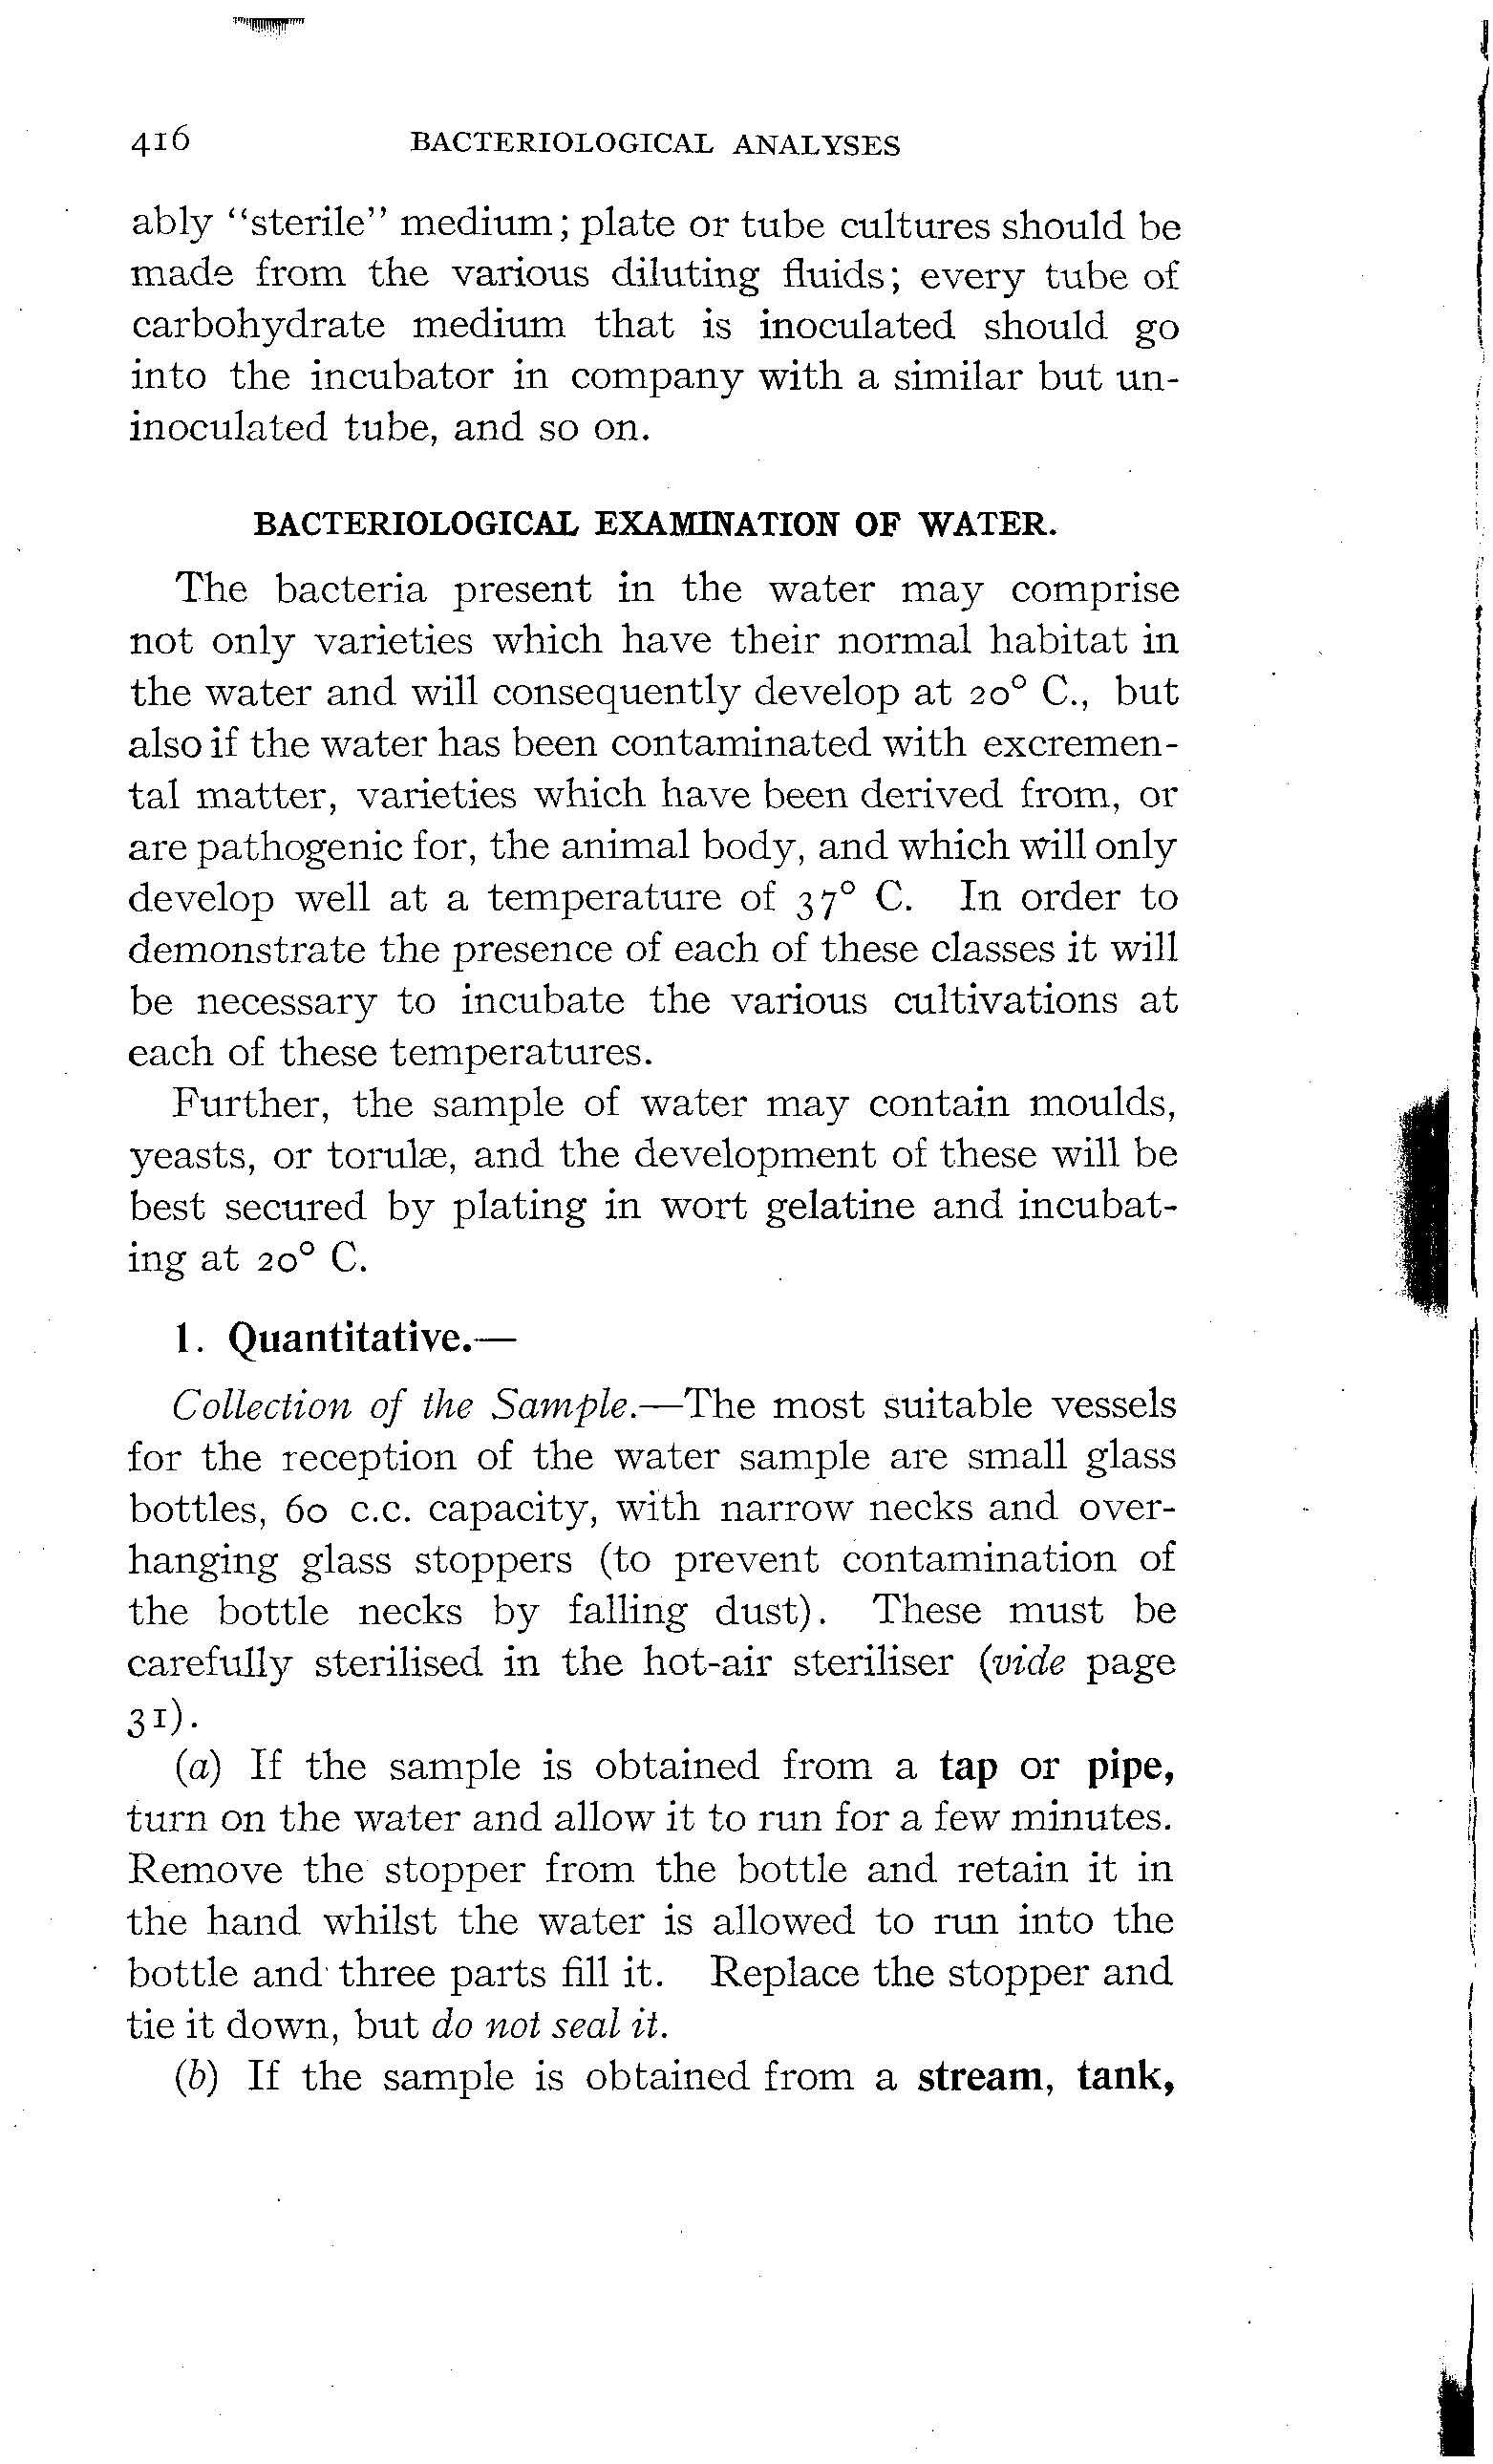 416 BACTERIOLOGICAL ANALYSES
ably "sterile" medium; plate or tube cultures should be
made from the various diluting fluids; every tube of
carbohydrate medium that is inoculated should go
into the incubator in company with a similar but un-
inoculated tube, and so on.
BACTERIOLOGICAL EXAMINATION OF WATER.
The bacteria present in the water may comprise
not only varieties which have their normal habitat in
the water and will consequently develop at 20° C., but
also if the water has been contaminated with excremen-
tal matter, varieties which have been derived from, or
are pathogenic for, the animal body, and which will only
develop well at a temperature of 37° C. In order to
demonstrate the presence of each of these classes it will
be necessary to incubate the various cultivations at
each of these temperatures.
Further, the sample of water may contain moulds,
yeasts, or torulæ, and the development of these will be
best secured by plating in wort gelatine and incubat-
ing at 20° C.
1. Quantitative.—
Collection of the Sample.—The most suitable vessels
for the reception of the water sample are small glass
bottles, 60 c.c. capacity, with narrow necks and over-
hanging glass stoppers (to prevent contamination of
the bottle necks by falling dust). These must be
carefully sterilised in the hot-air steriliser (vide page
31).
(a) If the sample is obtained from a tap or pipe,
turn on the water and allow it to run for a few minutes.
Remove the stopper from the bottle and retain it in
the hand whilst the water is allowed to run into the
bottle and three parts fill it. Replace the stopper and
tie it down, but do not seal it.
(b) If the sample is obtained from a stream, tank,